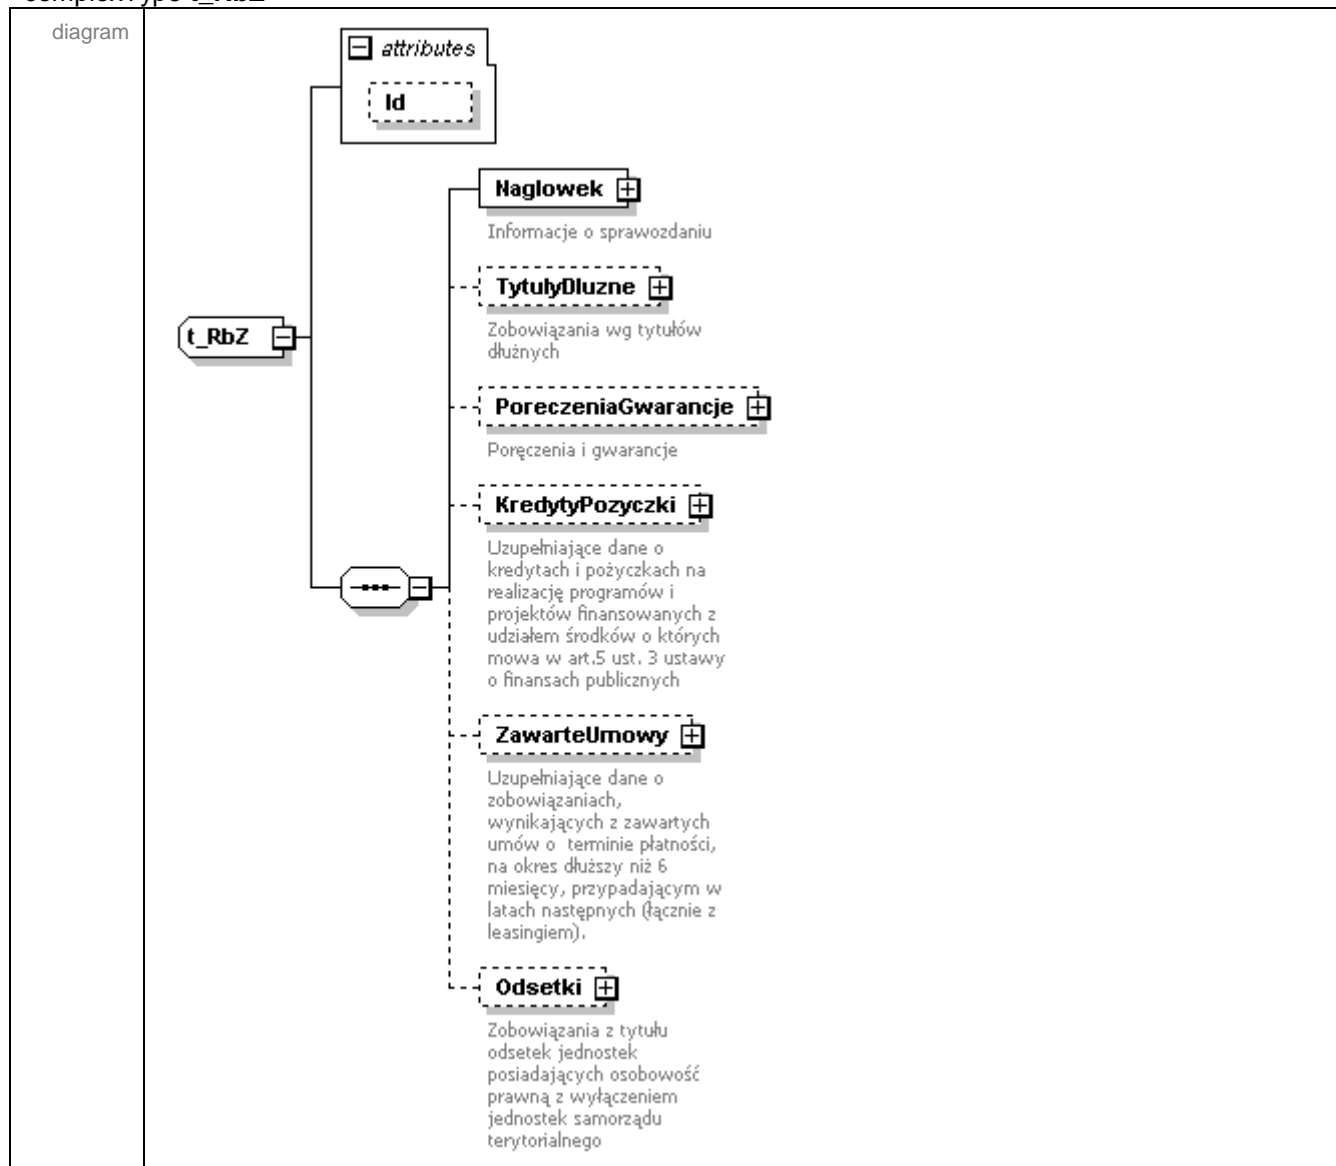 complexType t_RbZ
diagram
attributes
Id
Naglowek
Informacje o sprawozdaniu
TytulyDluzne
Zobowiązania wg tytułów
dłużnych
t_RbZ
PoreczeniaGwarancje
Poręczenia i gwarancje
KredytyPozyczki
Uzupełniające dane o
kredytach i pożyczkach na
realizację programów i
projektów finansowanych z
udziałem środków o których
mowa w art.5 ust. 3 ustawy
o finansach publicznych
ZawarteUmowy
Uzupełniające dane o
zobowiązaniach,
wynikających z zawartych
umów o terminie płatności,
na okres dłuższy niż 6
miesięcy, przypadającym w
latach następnych (łącznie z
leasingiem).
Odsetki
Zobowiązania z tytułu
odsetek jednostek
posiadających osobowość
prawną z wyłączeniem
jednostek samorządu
terytorialnego